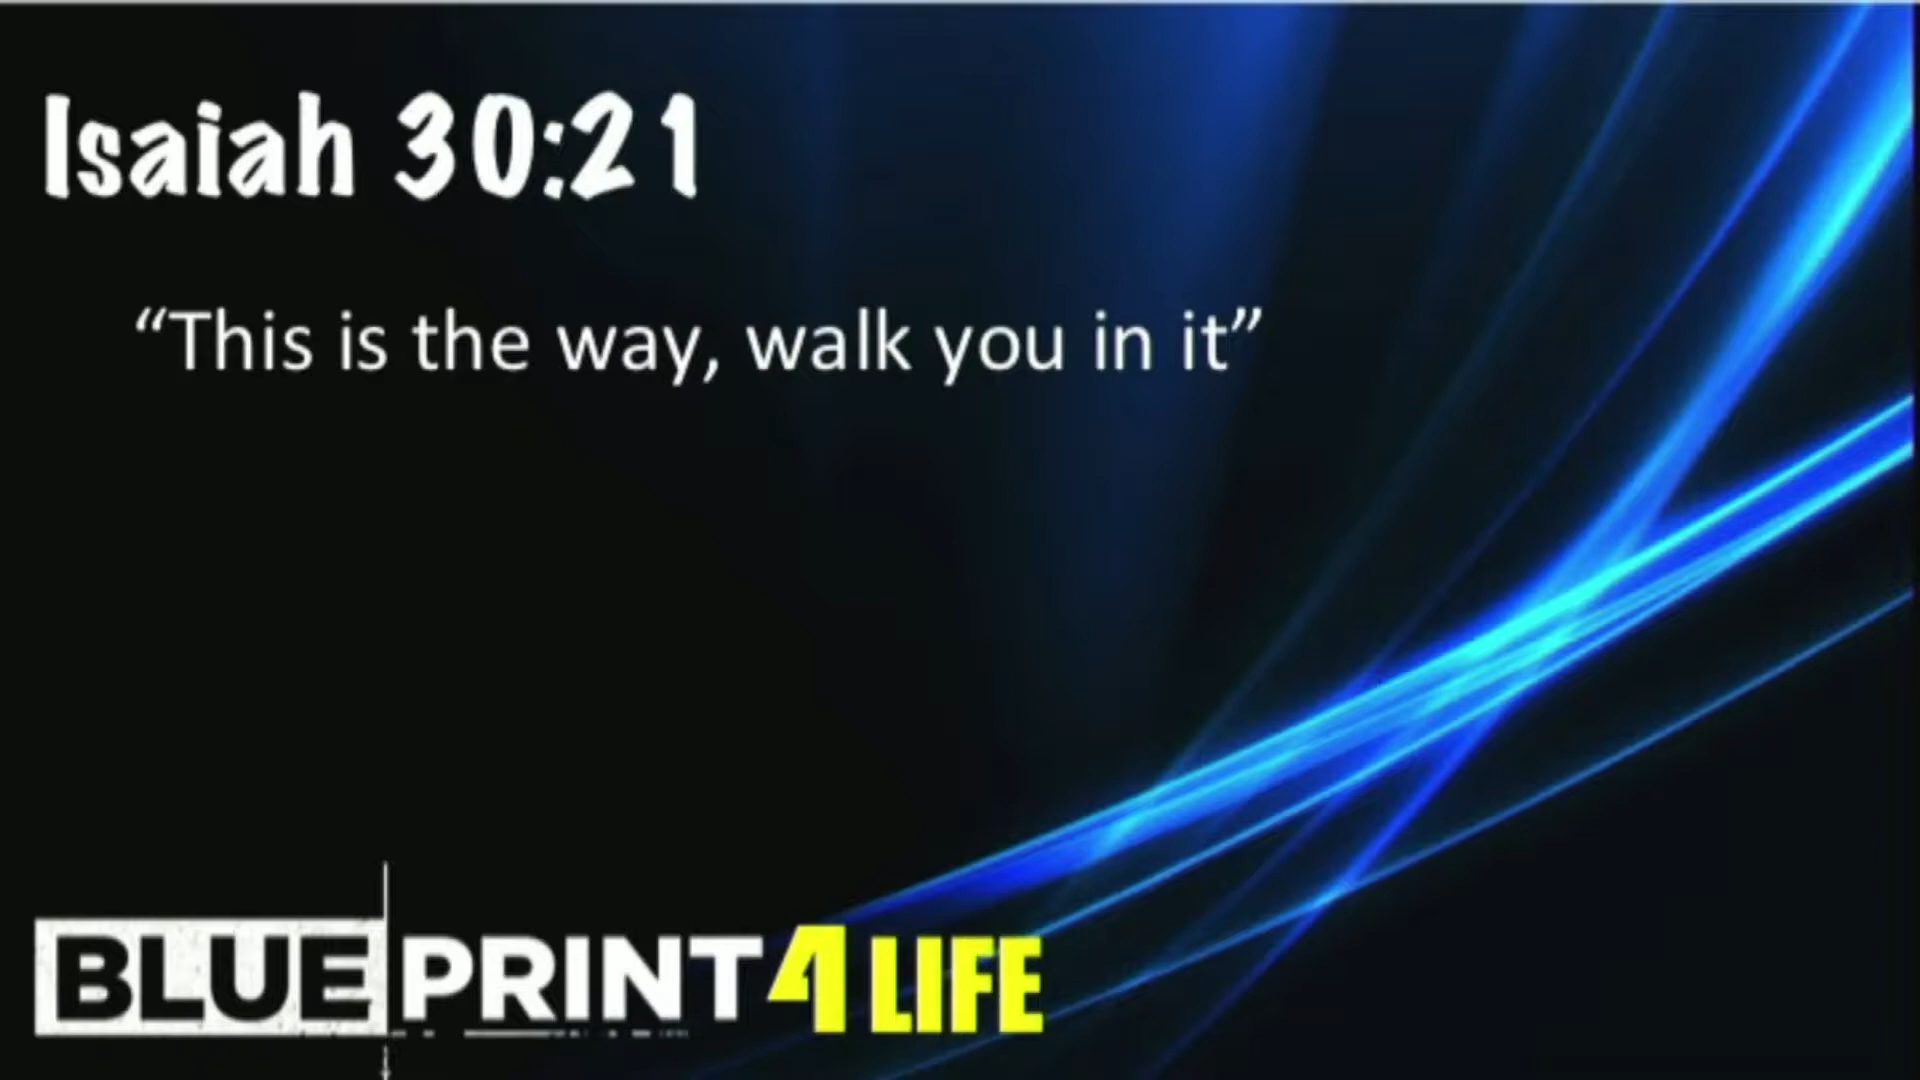 Isaiah 30:21
“This is the way, walk you in it”
BLUEPRINT4LIFE